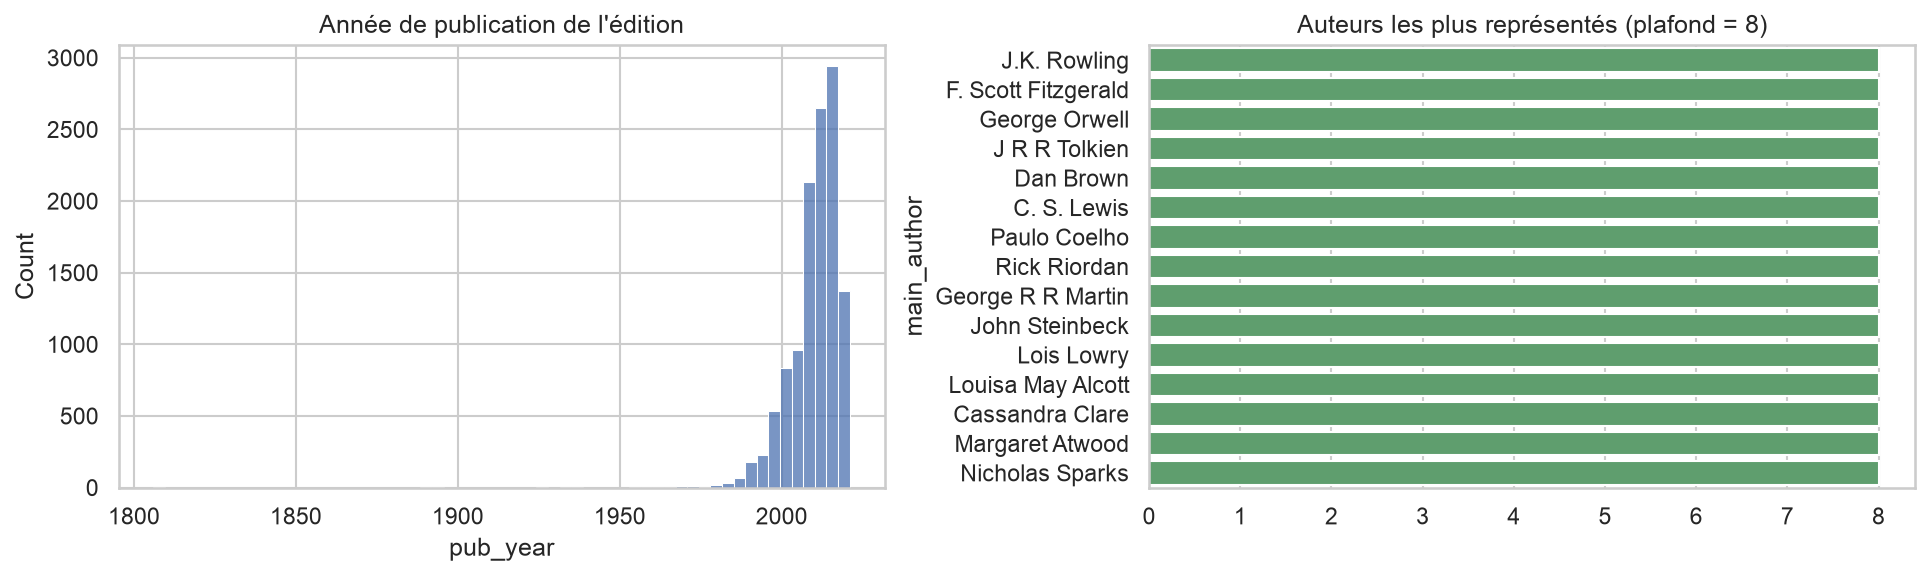 Année de publication de l'édition
3000
2500
2000
1500
1000
500
0
Count
1800 1850 1900 1950 2000
pub_year
Auteurs les plus représentés (plafond = 8)
main_author
J.K. Rowling
F. Scott Fitzgerald
George Orwell
J R R Tolkien
Dan Brown
C. S. Lewis
Paulo Coelho
Rick Riordan
George R R Martin
John Steinbeck
Lois Lowry
Louisa May Alcott
Cassandra Clare
Margaret Atwood
Nicholas Sparks
0 1 2 3 4 5 6 7 8